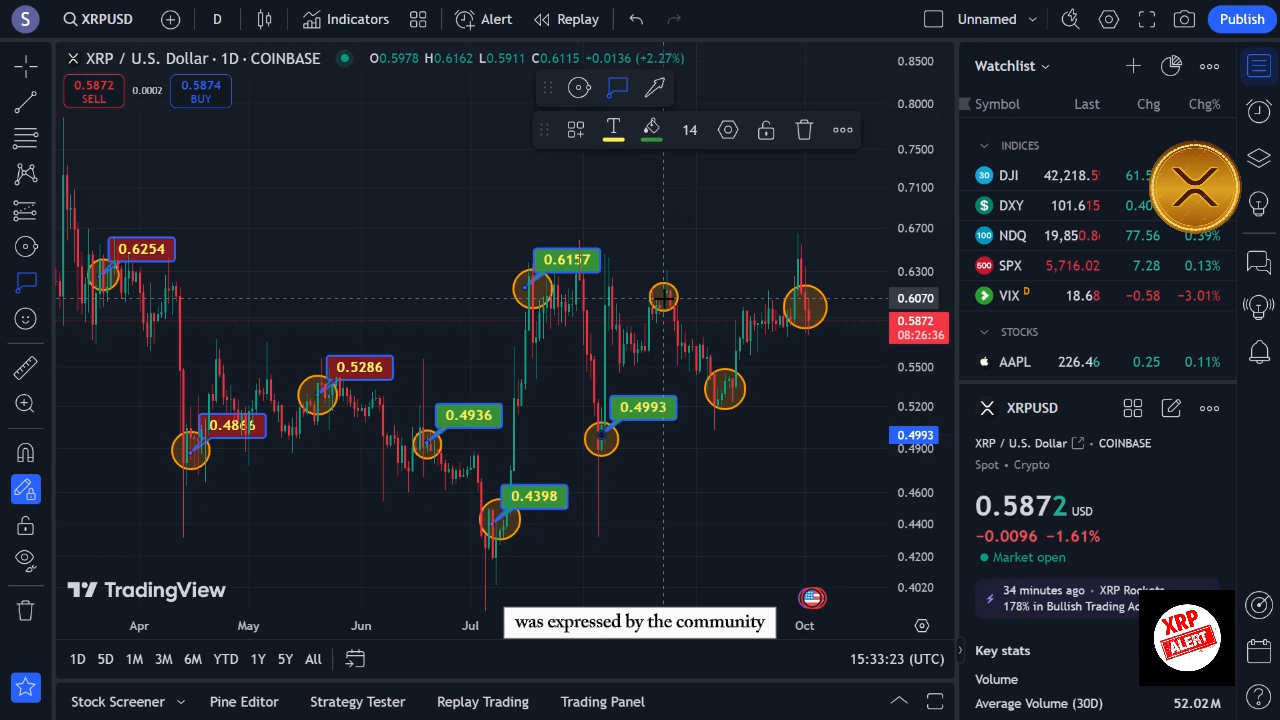 S
XRPUSD
D
Indicators
Alert
Replay
Unnamed
Publish
XRP / U.S. Dollar · 1D · COINBASE
O0.5978 H0.6162 L0.5911 C0.6115 +0.0136 (+2.27%)
0.5872
SELL
0.0002
0.5874
BUY
T
14
0.6254
0.4866
0.5286
0.4936
0.4398
0.6157
0.4993
0.8500
0.8000
0.7500
0.7100
0.6700
0.6300
0.6070
0.5872
08:26:36
0.5500
0.5200
0.4993
0.4900
0.4600
0.4400
0.4200
0.4020
TradingView
was expressed by the community
Apr
May
Jun
Jul
Oct
1D
5D
1M
3M
6M
YTD
1Y
5Y
All
15:33:23 (UTC)
Stock Screener
Pine Editor
Strategy Tester
Replay Trading
Trading Panel
Watchlist
Symbol Last Chg Chg%
INDICES
30 DJI 42,218.5
$ DXY 101.615
100 NDQ 77.56 0.39%
500 SPX 5,716.02 7.28 0.13%
VIX D 18.68 −0.58 −3.01%
STOCKS
AAPL 226.46 0.25 0.11%
XRPUSD
XRP / U.S. Dollar · COINBASE
Spot · Crypto
0.5872 USD
−0.0096 −1.61%
Market open
34 minutes ago · XRP Rockets
178% in Bullish Trading
XRP
ALERT
Key stats
Volume
Average Volume (30D) 52.02M